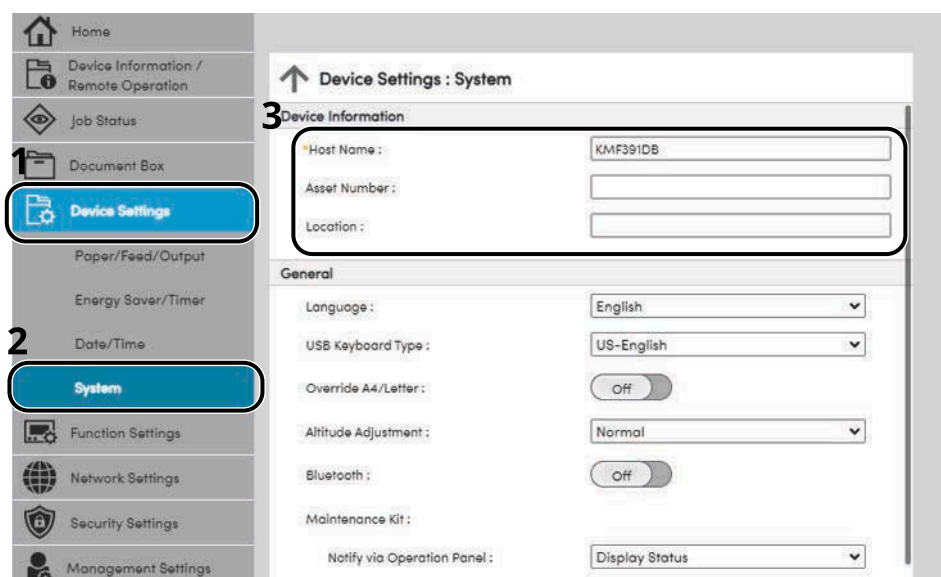 Home
Device Information /
Remote Operation
Job Status
1
Document Box
Device Settings
Paper/Feed/Output
Energy Saver/Timer
2
Date/Time
System
Function Settings
Network Settings
Security Settings
Management Settings
Device Settings : System
3
Device Information
*Host Name :
KMF391DB
Asset Number :
Location :
General
Language :
English
USB Keyboard Type :
US-English
Override A4/Letter :
Off
Altitude Adjustment :
Normal
Bluetooth :
Off
Maintenance Kit :
Notify via Operation Panel :
Display Status